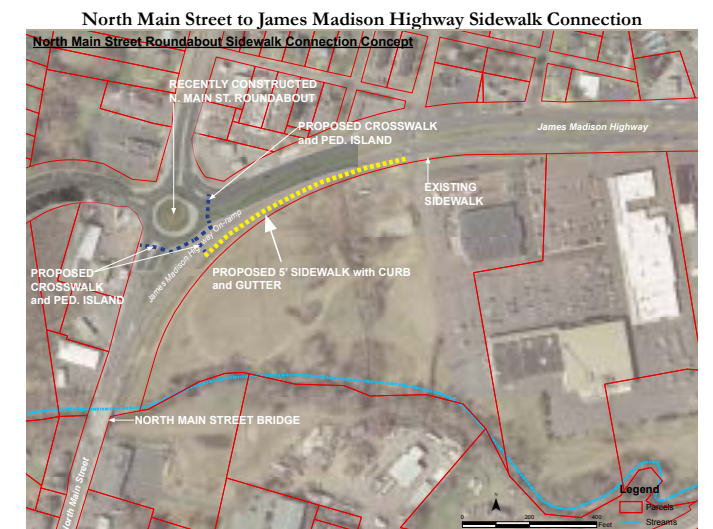 North Main Street to James Madison Highway Sidewalk Connection
North Main Street Roundabout Sidewalk Connection Concept
RECENTLY CONSTRUCTED
N. MAIN ST. ROUNDABOUT
PROPOSED CROSSWALK
and PED. ISLAND
James Madison Highway
EXISTING
SIDEWALK
James Madison Highway On-ramp
PROPOSED
CROSSWALK
and PED. ISLAND
PROPOSED 5' SIDEWALK with CURB
and GUTTER
NORTH MAIN STREET BRIDGE
North Main Street
Legend
Parcels
Streams
N
0 200 400
Feet